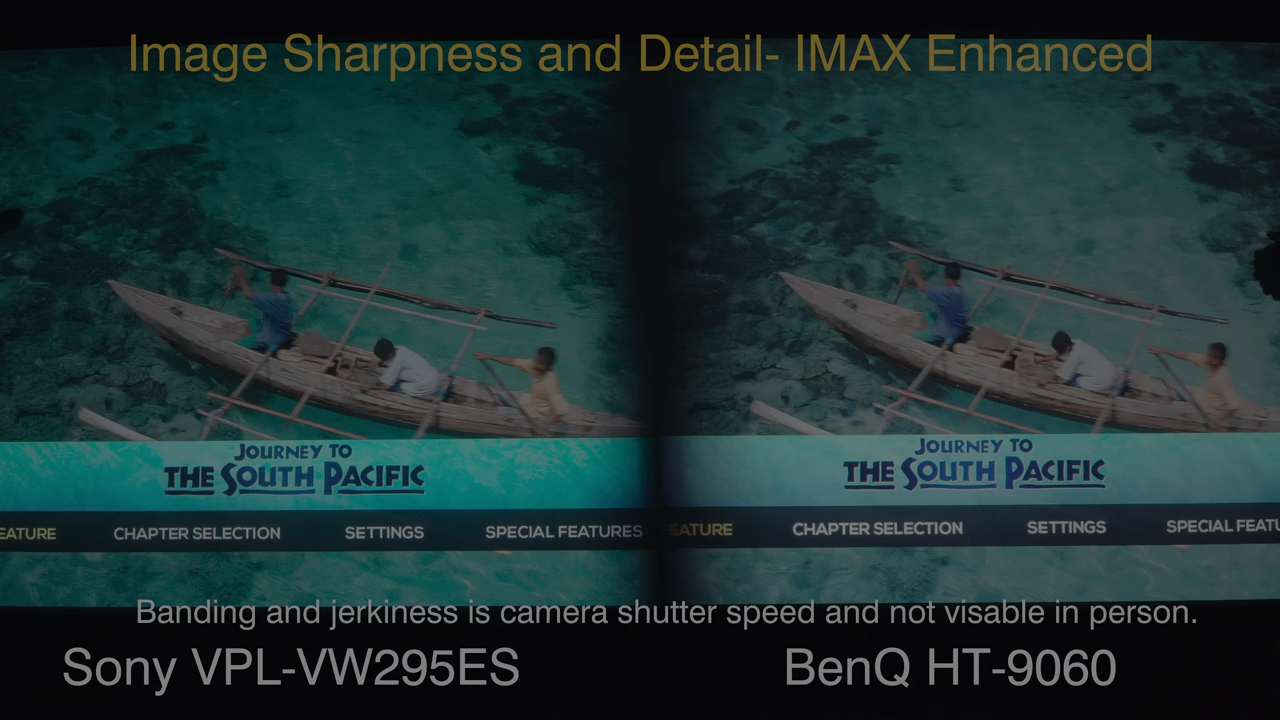 Image Sharpness and Detail- IMAX Enhanced
JOURNEY TO
THE SOUTH PACIFIC
JOURNEY TO
THE SOUTH PACIFIC
EATURE CHAPTER SELECTION SETTINGS SPECIAL FEATURES
EATURE CHAPTER SELECTION SETTINGS SPECIAL FEATU
Banding and jerkiness is camera shutter speed and not visable in person.
Sony VPL-VW295ES
BenQ HT-9060